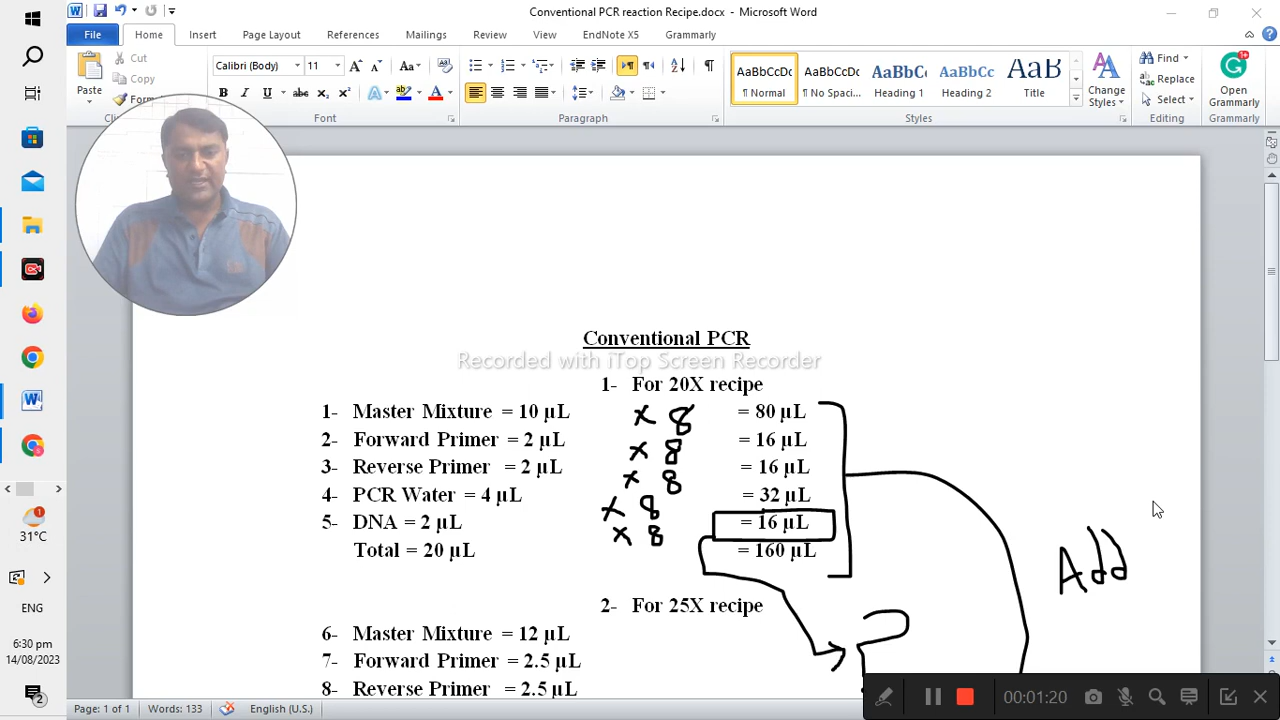 Conventional PCR reaction Recipe.docx - Microsoft Word
File Home Insert Page Layout References Mailings Review View EndNote X5 Grammarly
Paste
Cut
Copy
Calibri (Body) 11
Font
Paragraph
AaBbCcDc ¶ Normal
AaBbCcDc ¶ No Spaci...
AaBbCc Heading 1
AaBbCc Heading 2
AaB Title
Change Styles
Styles
Find
Replace
Select
Editing
Open Grammarly
Grammarly
Conventional PCR
Recorded with iTop Screen Recorder
1- For 20X recipe
1- Master Mixture = 10 µL × 8 = 80 µL
2- Forward Primer = 2 µL × 8 = 16 µL
3- Reverse Primer = 2 µL × 8 = 16 µL
4- PCR Water = 4 µL × 8 = 32 µL
5- DNA = 2 µL × 8 = 16 µL
Total = 20 µL = 160 µL
Add
2- For 25X recipe
6- Master Mixture = 12 µL
7- Forward Primer = 2.5 µL
8- Reverse Primer = 2.5 µL
31°C
ENG
6:30 pm
14/08/2023
2
Page: 1 of 1 Words: 133 English (U.S.)
00:01:20